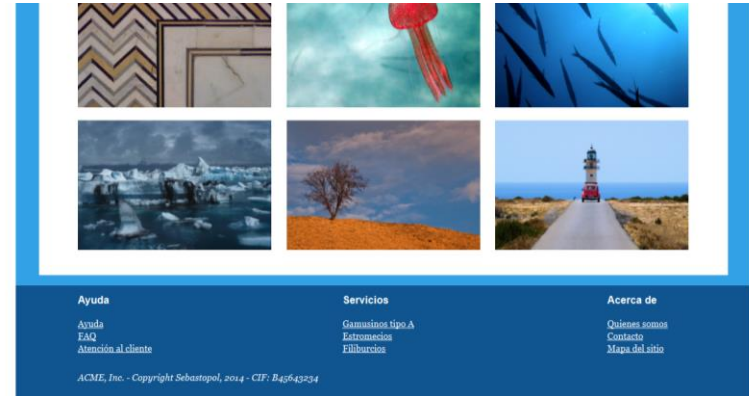 Ayuda
Ayuda
FAQ
Atención al cliente
Servicios
Gamusinos tipo A
Estromecios
Filiburcios
Acerca de
Quienes somos
Contacto
Mapa del sitio
ACME, Inc. - Copyright Sebastopol, 2014 - CIF: B45643234